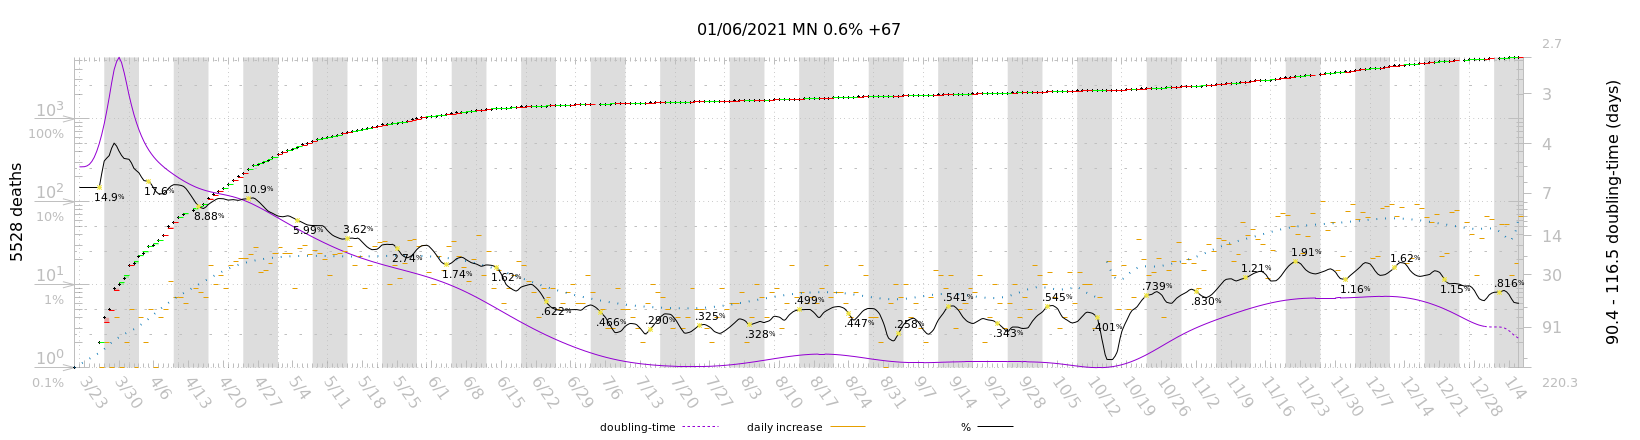 01/06/2021 MN 0.6% +67
5528 deaths
10³
100%
10²
10%
10¹
1%
10⁰
0.1%
14.9% 17.6% 8.88% 10.9% 5.99% 3.62% 2.74% 1.74% 1.62% .622% .466% .290% .325% .328% .499% .447% .258% .541% .343% .545% .401% .739% .830% 1.21% 1.91% 1.16% 1.62% 1.15% .816%
2.7
3
4
7
14
30
91
220.3
90.4 - 116.5 doubling-time (days)
3/23 3/30 4/6 4/13 4/20 4/27 5/4 5/11 5/18 5/25 6/1 6/8 6/15 6/22 6/29 7/6 7/13 7/20 7/27 8/3 8/10 8/17 8/24 8/31 9/7 9/14 9/21 9/28 10/5 10/12 10/19 10/26 11/2 11/9 11/16 11/23 11/30 12/7 12/14 12/21 12/28 1/4
doubling-time daily increase %